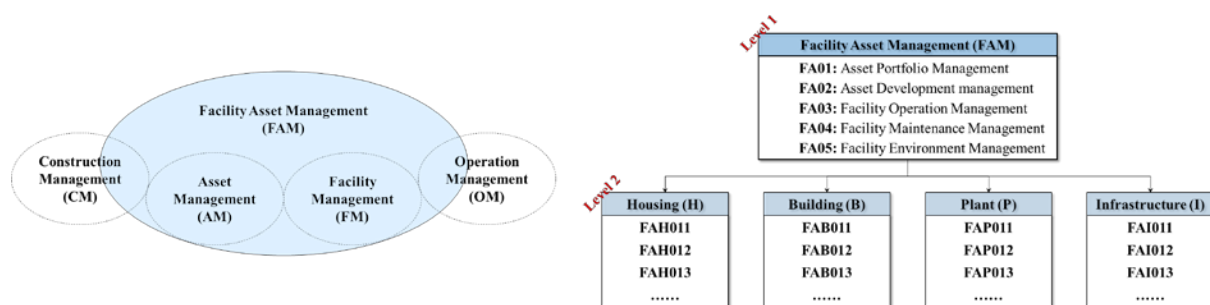 Facility Asset Management
(FAM)
Construction
Management
(CM)
Asset
Management
(AM)
Facility
Management
(FM)
Operation
Management
(OM)
Level 1
Facility Asset Management (FAM)
FA01: Asset Portfolio Management
FA02: Asset Development management
FA03: Facility Operation Management
FA04: Facility Maintenance Management
FA05: Facility Environment Management
Level 2
Housing (H)
FAH011
FAH012
FAH013
......
Building (B)
FAB011
FAB012
FAB013
......
Plant (P)
FAP011
FAP012
FAP013
......
Infrastructure (I)
FAI011
FAI012
FAI013
......